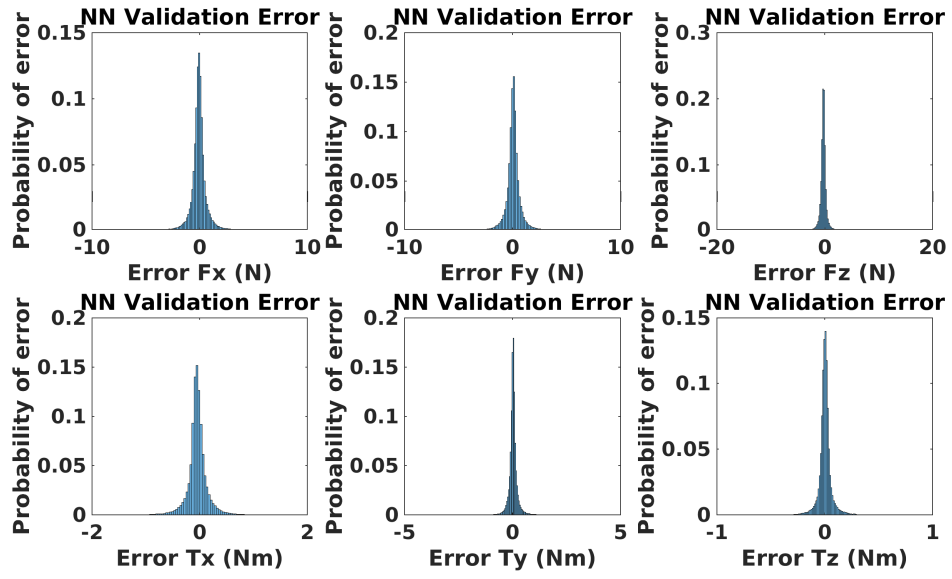 NN Validation Error
Probability of error
0.15
0.1
0.05
0
-10
0
10
Error Fx (N)
NN Validation Error
Probability of error
0.2
0.15
0.1
0.05
0
-10
0
10
Error Fy (N)
NN Validation Error
Probability of error
0.3
0.2
0.1
0
-20
0
20
Error Fz (N)
NN Validation Error
Probability of error
0.2
0.15
0.1
0.05
0
-2
0
2
Error Tx (Nm)
NN Validation Error
Probability of error
0.2
0.15
0.1
0.05
0
-5
0
5
Error Ty (Nm)
NN Validation Error
Probability of error
0.15
0.1
0.05
0
-1
0
1
Error Tz (Nm)